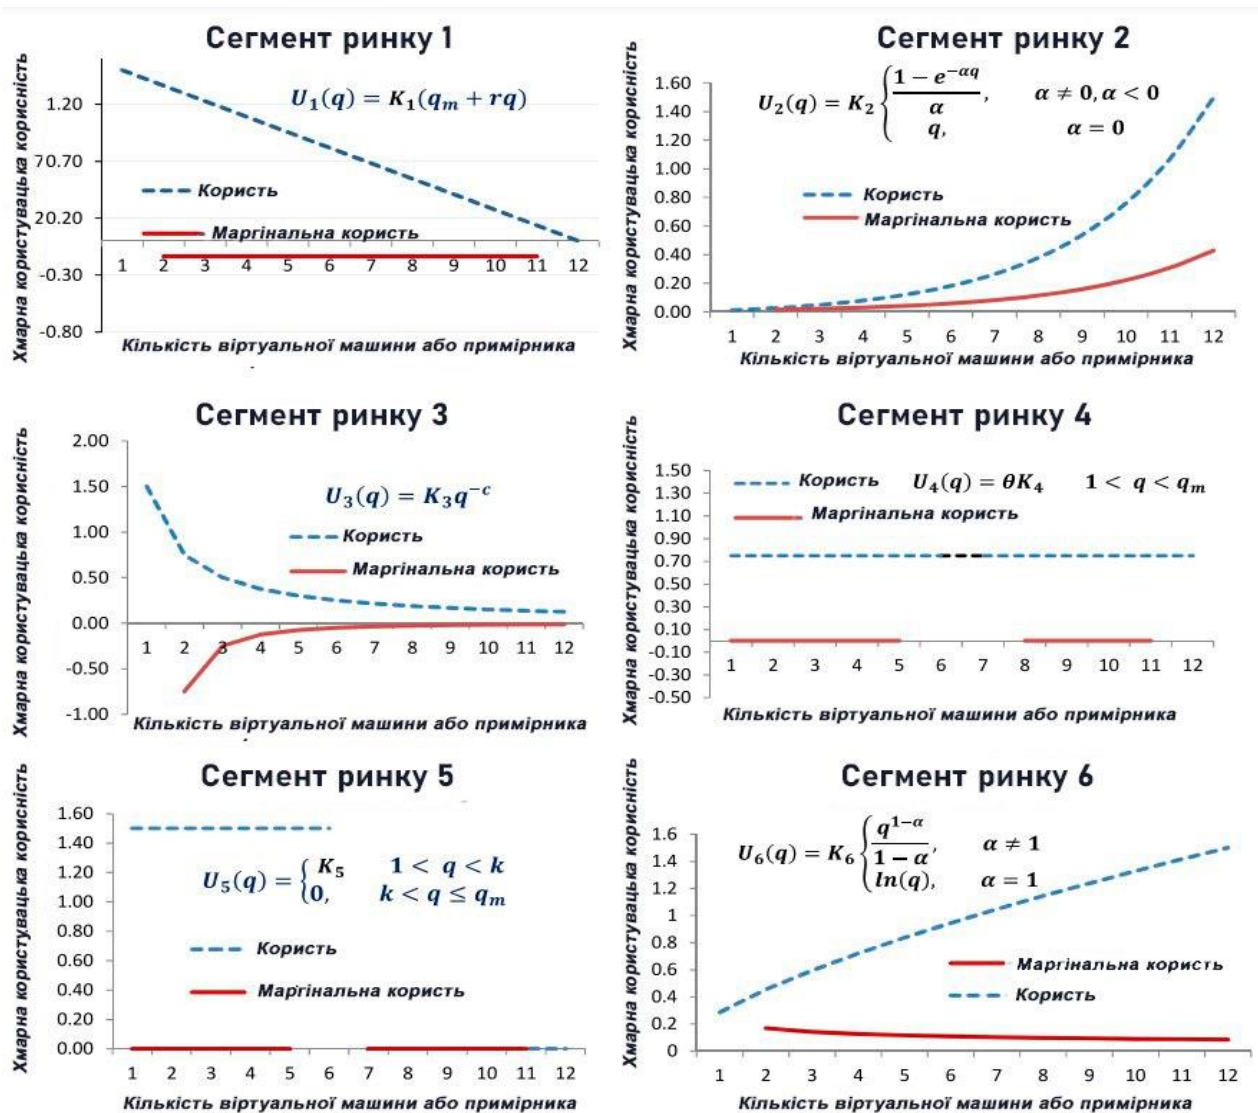 Сегмент ринку 1
Хмарна користувацька корисність
1.20
70.70
20.20
-0.30
-0.80
U₁(q) = K₁(qₘ + rq)
Користь
Маргінальна користь
1 2 3 4 5 6 7 8 9 10 11 12
Кількість віртуальної машини або примірника
Сегмент ринку 2
Хмарна користувацька корисність
1.60
1.40
1.20
1.00
0.80
0.60
0.40
0.20
0.00
U₂(q) = K₂ { (1 − e^(−αq))/α, α ≠ 0, α < 0
q, α = 0
Користь
Маргінальна користь
1 2 3 4 5 6 7 8 9 10 11 12
Кількість віртуальної машини або примірника
Сегмент ринку 3
Хмарна користувацька корисність
2.00
1.50
1.00
0.50
0.00
-0.50
-1.00
U₃(q) = K₃q^(−c)
Користь
Маргінальна користь
1 2 3 4 5 6 7 8 9 10 11 12
Кількість віртуальної машини або примірника
Сегмент ринку 4
Хмарна користувацька корисність
1.50
1.30
1.10
0.90
0.70
0.50
0.30
0.10
-0.10
-0.30
-0.50
Користь U₄(q) = θK₄ 1 < q < qₘ
Маргінальна користь
1 2 3 4 5 6 7 8 9 10 11 12
Кількість віртуальної машини або примірника
Сегмент ринку 5
Хмарна користувацька корисність
1.60
1.40
1.20
1.00
0.80
0.60
0.40
0.20
0.00
U₅(q) = { K₅ 1 < q < k
0, k < q ≤ qₘ
Користь
Маргінальна користь
1 2 3 4 5 6 7 8 9 10 11 12
Кількість віртуальної машини або примірника
Сегмент ринку 6
Хмарна користувацька корисність
1.6
1.4
1.2
1
0.8
0.6
0.4
0.2
0
U₆(q) = K₆ { q^(1−α)/(1 − α), α ≠ 1
ln(q), α = 1
Маргінальна користь
Користь
1 2 3 4 5 6 7 8 9 10 11 12
Кількість віртуальної машини або примірника